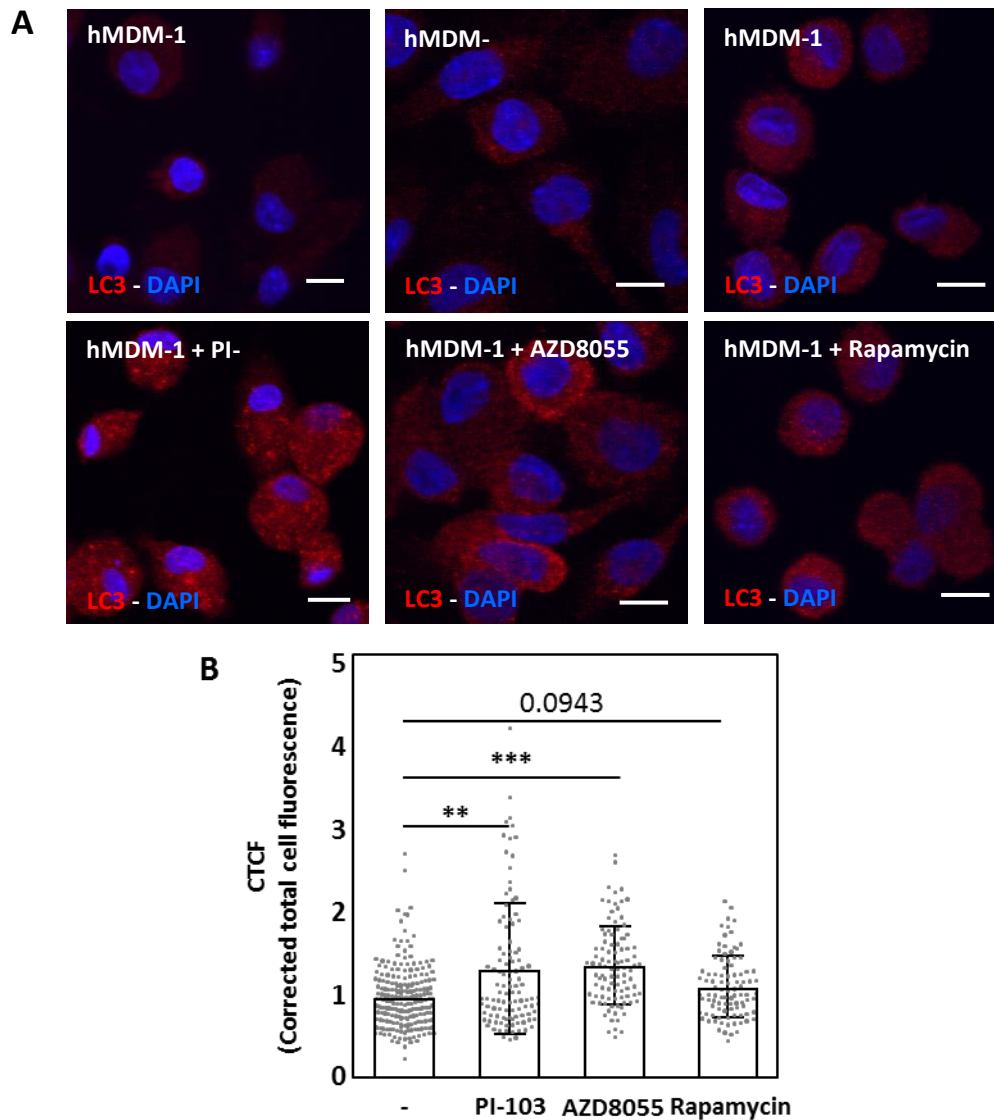 A
hMDM-1
LC3 - DAPI
hMDM-
LC3 - DAPI
hMDM-1
LC3 - DAPI
hMDM-1 + PI-
LC3 - DAPI
hMDM-1 + AZD8055
LC3 - DAPI
hMDM-1 + Rapamycin
LC3 - DAPI
B
CTCF
(Corrected total cell fluorescence)
5
4
3
2
1
0
0.0943
***
**
-
PI-103
AZD8055
Rapamycin